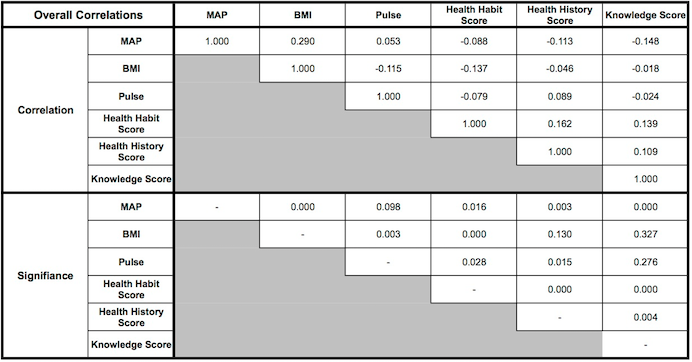 Overall Correlations MAP BMI Pulse Health Habit Score Health History Score Knowledge Score
Correlation
MAP 1.000 0.290 0.053 -0.088 -0.113 -0.148
BMI 1.000 -0.115 -0.137 -0.046 -0.018
Pulse 1.000 -0.079 0.089 -0.024
Health Habit Score 1.000 0.162 0.139
Health History Score 1.000 0.109
Knowledge Score 1.000
Signifiance
MAP - 0.000 0.098 0.016 0.003 0.000
BMI - 0.003 0.000 0.130 0.327
Pulse - 0.028 0.015 0.276
Health Habit Score - 0.000 0.000
Health History Score - 0.004
Knowledge Score -